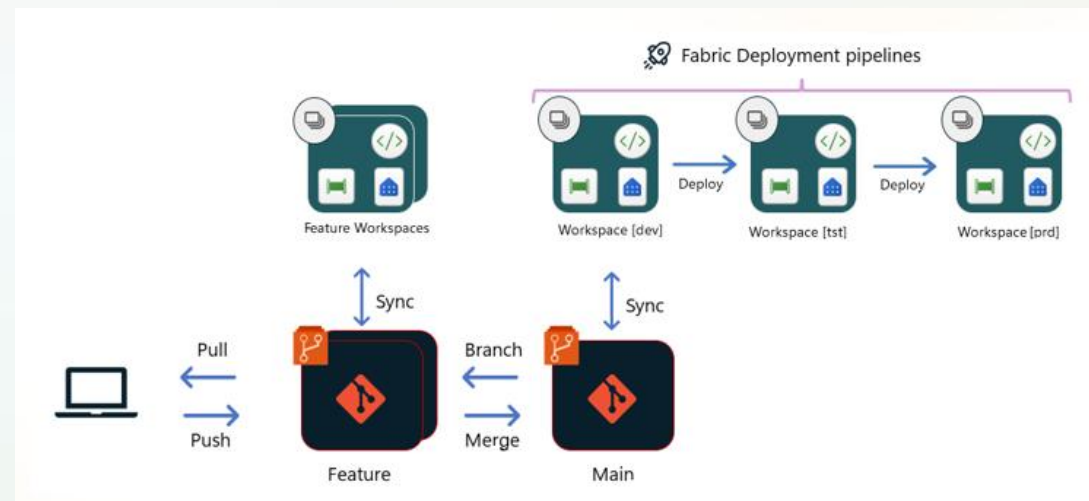 Fabric Deployment pipelines
Deploy
Deploy
Feature Workspaces
Workspace [dev]
Workspace [tst]
Workspace [prd]
Sync
Sync
Pull
Branch
Push
Merge
Feature
Main